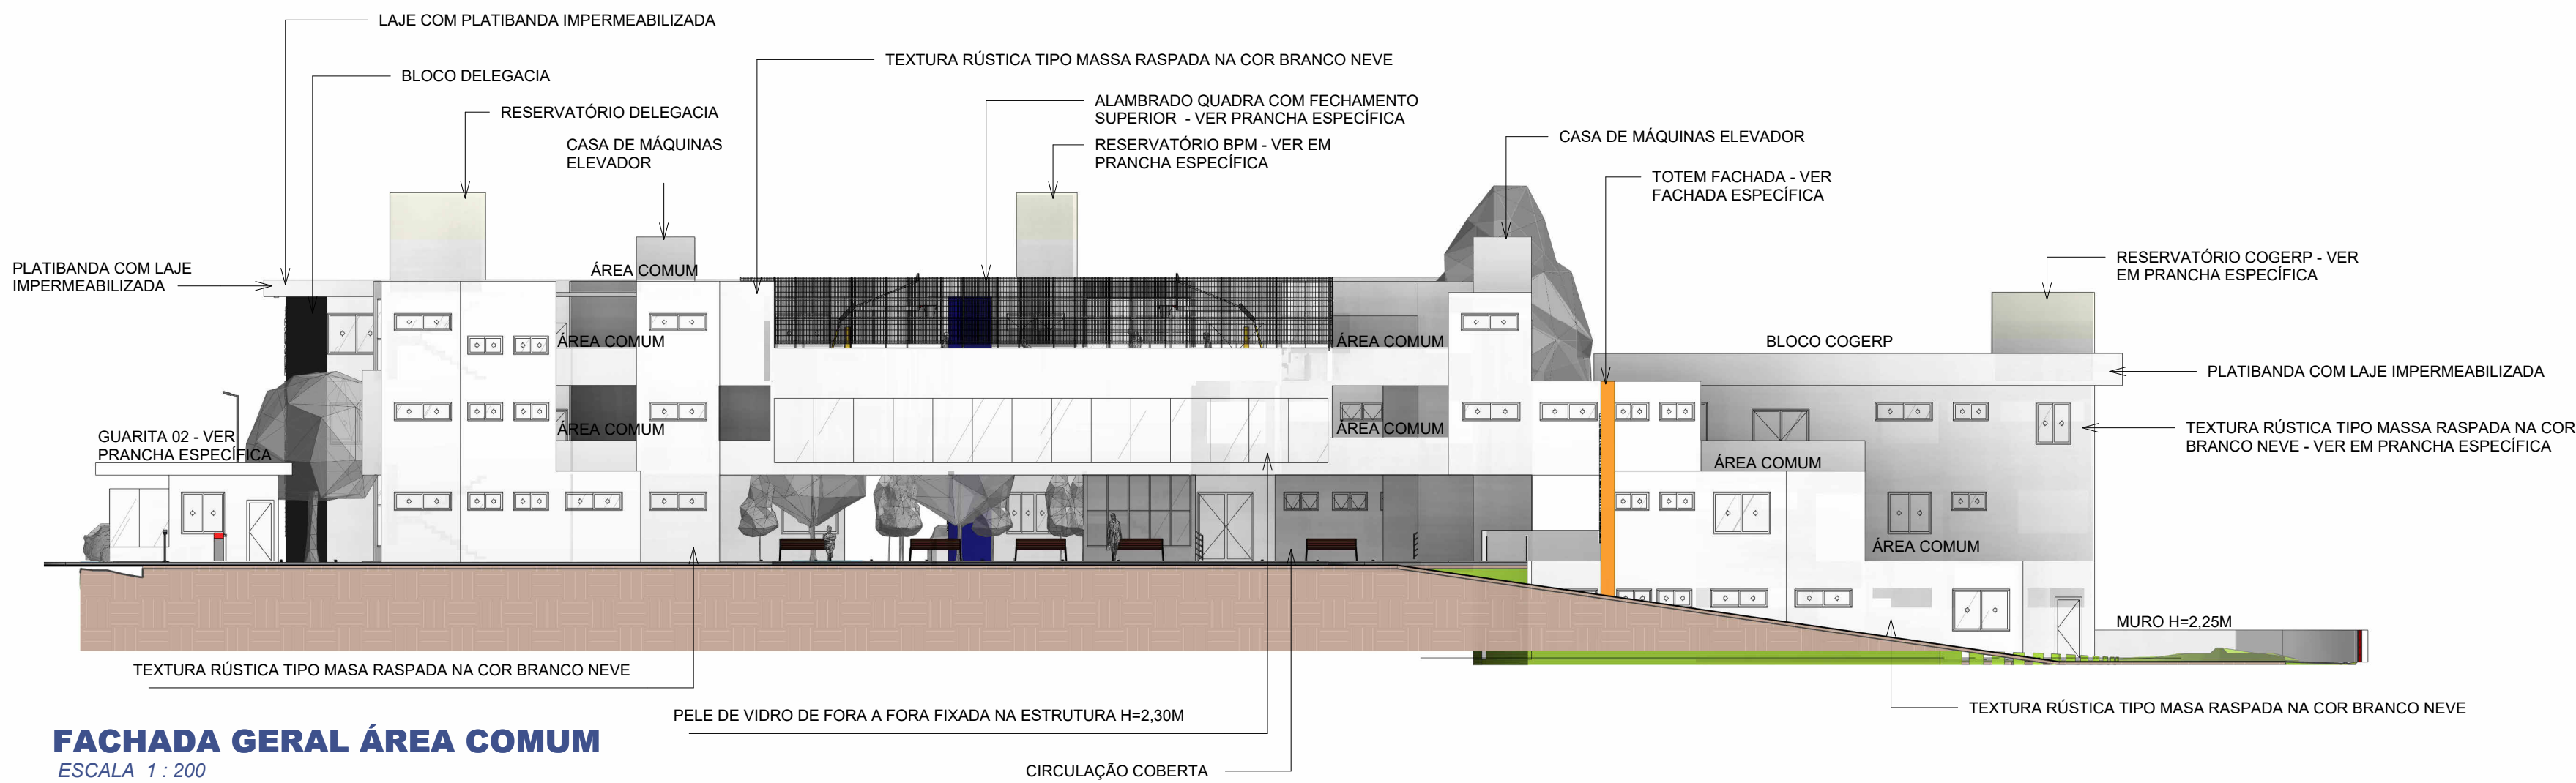 LAJE COM PLATIBANDA IMPERMEABILIZADA
BLOCO DELEGACIA
RESERVATÓRIO DELEGACIA
CASA DE MÁQUINAS
ELEVADOR
TEXTURA RÚSTICA TIPO MASSA RASPADA NA COR BRANCO NEVE
ALAMBRADO QUADRA COM FECHAMENTO
SUPERIOR - VER PRANCHA ESPECÍFICA
RESERVATÓRIO BPM - VER EM
PRANCHA ESPECÍFICA
CASA DE MÁQUINAS ELEVADOR
TOTEM FACHADA - VER
FACHADA ESPECÍFICA
RESERVATÓRIO COGERP - VER
EM PRANCHA ESPECÍFICA
PLATIBANDA COM LAJE
IMPERMEABILIZADA
ÁREA COMUM
ÁREA COMUM
ÁREA COMUM
BLOCO COGERP
PLATIBANDA COM LAJE IMPERMEABILIZADA
ÁREA COMUM
ÁREA COMUM
TEXTURA RÚSTICA TIPO MASSA RASPADA NA COR
BRANCO NEVE - VER EM PRANCHA ESPECÍFICA
GUARITA 02 - VER
PRANCHA ESPECÍFICA
ÁREA COMUM
ÁREA COMUM
MURO H=2,25M
TEXTURA RÚSTICA TIPO MASA RASPADA NA COR BRANCO NEVE
PELE DE VIDRO DE FORA A FORA FIXADA NA ESTRUTURA H=2,30M
TEXTURA RÚSTICA TIPO MASA RASPADA NA COR BRANCO NEVE
CIRCULAÇÃO COBERTA
FACHADA GERAL ÁREA COMUM
ESCALA 1 : 200